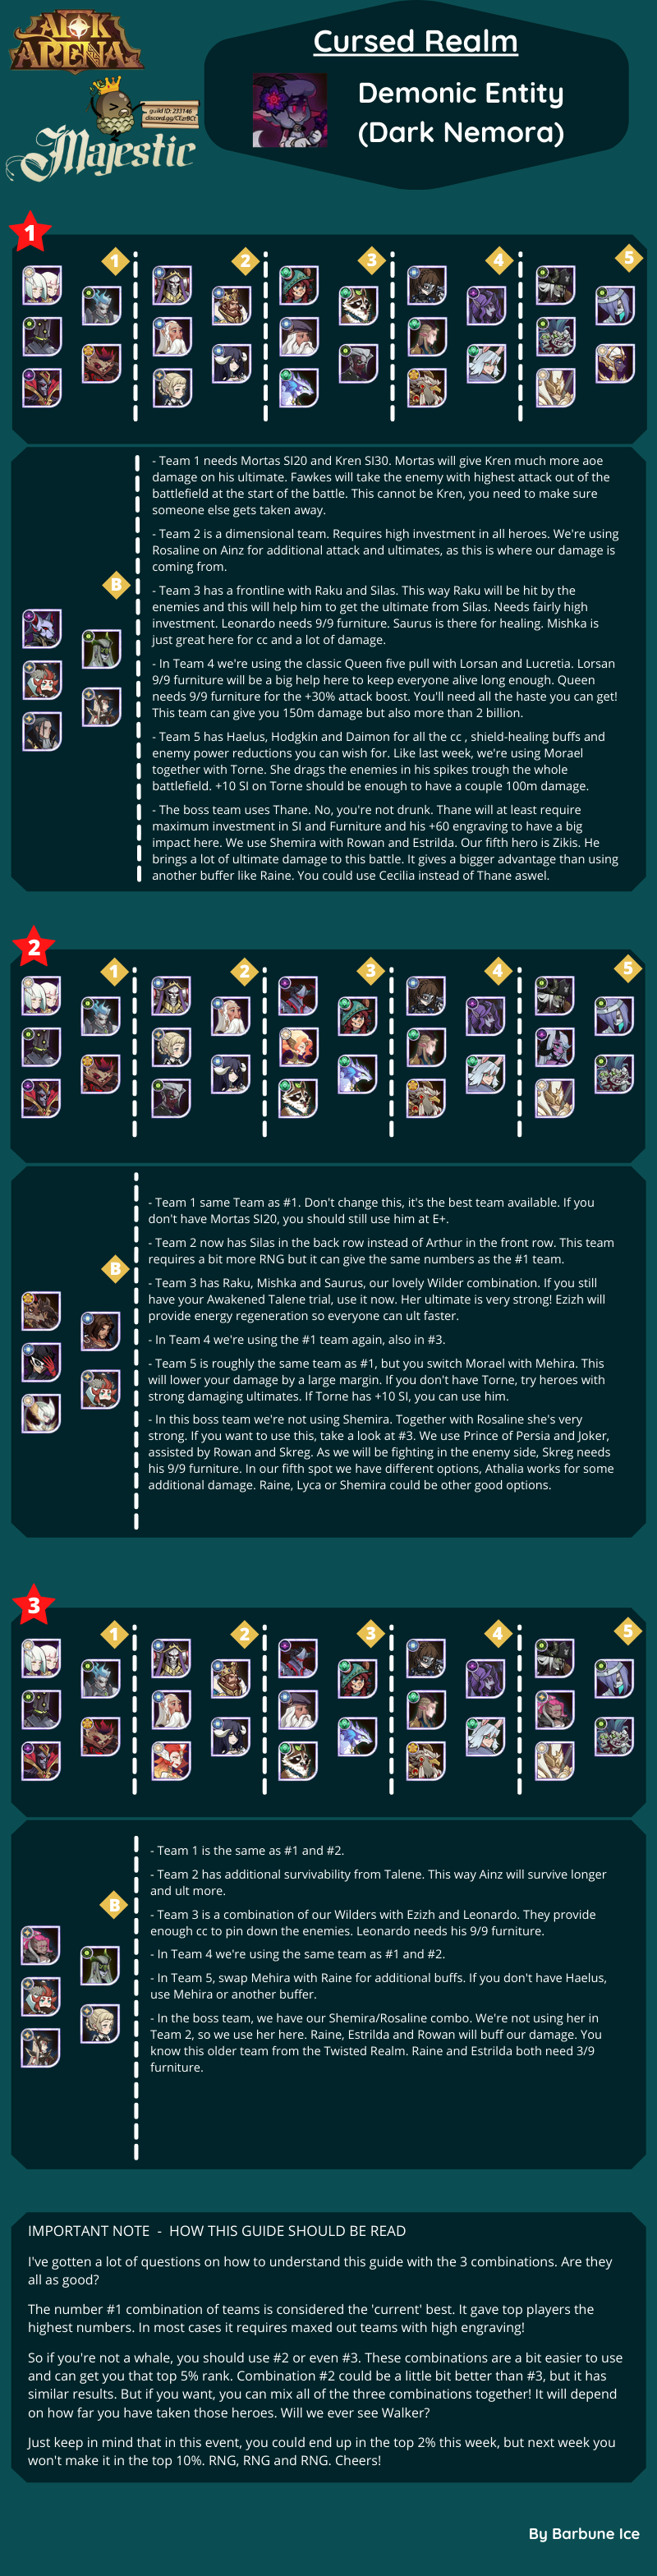 AFK
ARENA
guild ID: 233146
Majestic
Cursed Realm
Demonic Entity
(Dark Nemora)
1
1
2
3
4
5
B
- Team 1 needs Mortas SI20 and Kren SI30. Mortas will give Kren much more aoe
damage on his ultimate. Fawkes will take the enemy with highest attack out of the
battlefield at the start of the battle. This cannot be Kren, you need to make sure
someone else gets taken away.
- Team 2 is a dimensional team. Requires high investment in all heroes. We're using
Rosaline on Ainz for additional attack and ultimates, as this is where our damage is
coming from.
- Team 3 has a frontline with Raku and Silas. This way Raku will be hit by the
enemies and this will help him to get the ultimate from Silas. Needs fairly high
investment. Leonardo needs 9/9 furniture. Saurus is there for healing. Mishka is
just great here for cc and a lot of damage.
- In Team 4 we're using the classic Queen five pull with Lorsan and Lucretia. Lorsan
9/9 furniture will be a big help here to keep everyone alive long enough. Queen
needs 9/9 furniture for the +30% attack boost. You'll need all the haste you can get!
This team can give you 150m damage but also more than 2 billion.
- Team 5 has Haelus, Hodgkin and Daimon for all the cc , shield-healing buffs and
enemy power reductions you can wish for. Like last week, we're using Morael
together with Torne. She drags the enemies in his spikes trough the whole
battlefield. +10 SI on Torne should be enough to have a couple 100m damage.
- The boss team uses Thane. No, you're not drunk. Thane will at least require
maximum investment in SI and Furniture and his +60 engraving to have a big
impact here. We use Shemira with Rowan and Estrilda. Our fifth hero is Zikis. He
brings a lot of ultimate damage to this battle. It gives a bigger advantage than using
another buffer like Raine. You could use Cecilia instead of Thane aswel.
2
1
2
3
4
5
B
- Team 1 same Team as #1. Don't change this, it's the best team available. If you
don't have Mortas SI20, you should still use him at E+.
- Team 2 now has Silas in the back row instead of Arthur in the front row. This team
requires a bit more RNG but it can give the same numbers as the #1 team.
- Team 3 has Raku, Mishka and Saurus, our lovely Wilder combination. If you still
have your Awakened Talene trial, use it now. Her ultimate is very strong! Ezizh will
provide energy regeneration so everyone can ult faster.
- In Team 4 we're using the #1 team again, also in #3.
- Team 5 is roughly the same team as #1, but you switch Morael with Mehira. This
will lower your damage by a large margin. If you don't have Torne, try heroes with
strong damaging ultimates. If Torne has +10 SI, you can use him.
- In this boss team we're not using Shemira. Together with Rosaline she's very
strong. If you want to use this, take a look at #3. We use Prince of Persia and Joker,
assisted by Rowan and Skreg. As we will be fighting in the enemy side, Skreg needs
his 9/9 furniture. In our fifth spot we have different options, Athalia works for some
additional damage. Raine, Lyca or Shemira could be other good options.
3
1
2
3
4
5
B
- Team 1 is the same as #1 and #2.
- Team 2 has additional survivability from Talene. This way Ainz will survive longer
and ult more.
- Team 3 is a combination of our Wilders with Ezizh and Leonardo. They provide
enough cc to pin down the enemies. Leonardo needs his 9/9 furniture.
- In Team 4 we're using the same team as #1 and #2.
- In Team 5, swap Mehira with Raine for additional buffs. If you don't have Haelus,
use Mehira or another buffer.
- In the boss team, we have our Shemira/Rosaline combo. We're not using her in
Team 2, so we use her here. Raine, Estrilda and Rowan will buff our damage. You
know this older team from the Twisted Realm. Raine and Estrilda both need 3/9
furniture.
IMPORTANT NOTE - HOW THIS GUIDE SHOULD BE READ
I've gotten a lot of questions on how to understand this guide with the 3 combinations. Are they
all as good?
The number #1 combination of teams is considered the 'current' best. It gave top players the
highest numbers. In most cases it requires maxed out teams with high engraving!
So if you're not a whale, you should use #2 or even #3. These combinations are a bit easier to use
and can get you that top 5% rank. Combination #2 could be a little bit better than #3, but it has
similar results. But if you want, you can mix all of the three combinations together! It will depend
on how far you have taken those heroes. Will we ever see Walker?
Just keep in mind that in this event, you could end up in the top 2% this week, but next week you
won't make it in the top 10%. RNG, RNG and RNG. Cheers!
By Barbune Ice